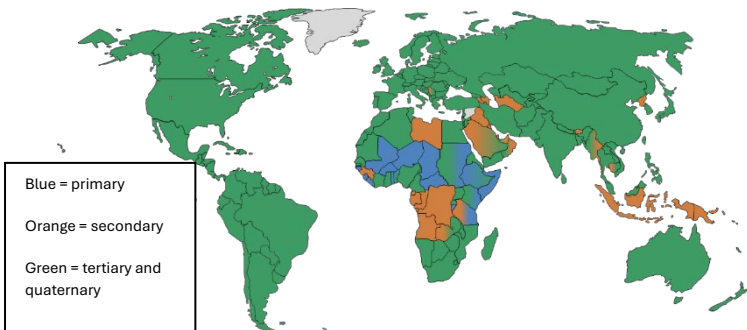 Blue = primary
Orange = secondary
Green = tertiary and
quaternary